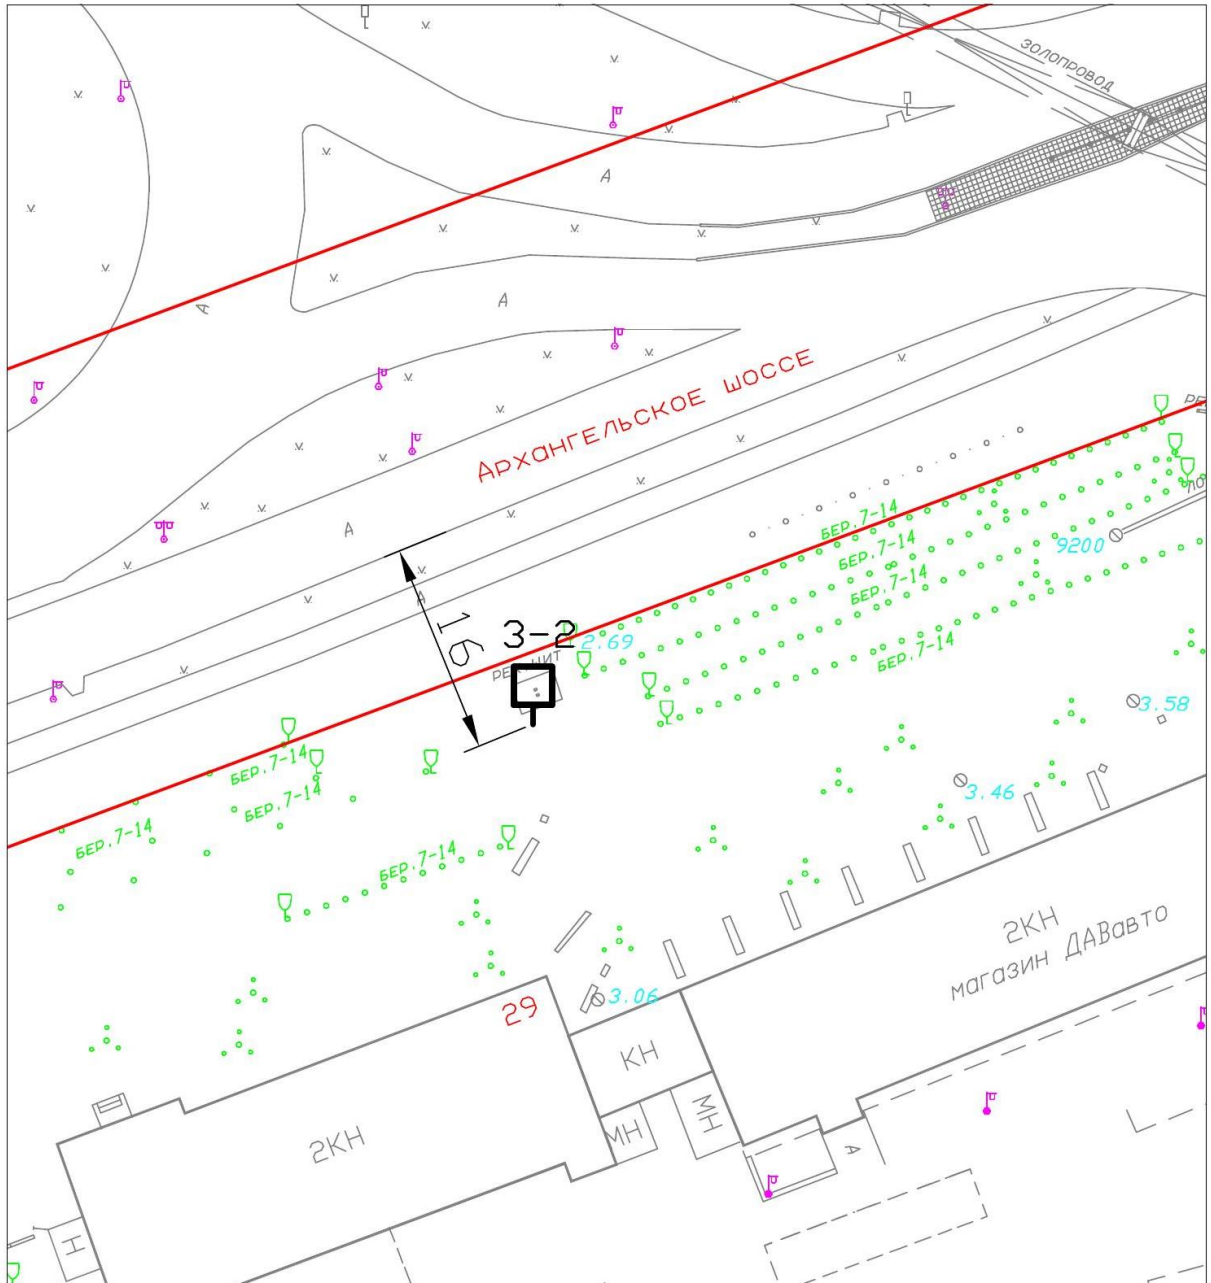 ЗОЛОПРОВОД
А
А
А
Архангельское шоссе
А
БЕР.7-14
БЕР.7-14
БЕР.7-14
БЕР.7-14
9200
А
16
3-2
2.69
РЕК.ЩИТ
3.58
БЕР.7-14
БЕР.7-14
БЕР.7-14
БЕР.7-14
3.46
2КН
магазин ДАВавто
3.06
29
КН
МН
МН
2КН
А
Н